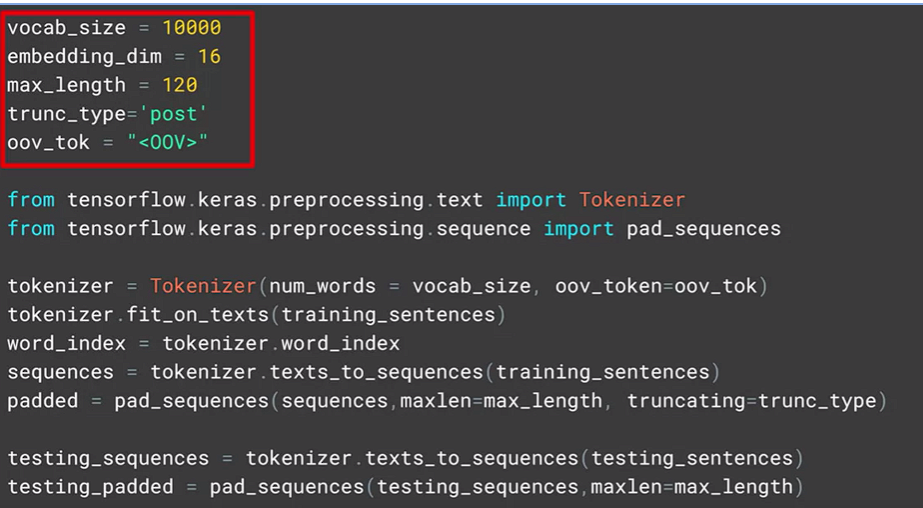 vocab_size = 10000
embedding_dim = 16
max_length = 120
trunc_type='post'
oov_tok = "<OOV>"
from tensorflow.keras.preprocessing.text import Tokenizer
from tensorflow.keras.preprocessing.sequence import pad_sequences
tokenizer = Tokenizer(num_words = vocab_size, oov_token=oov_tok)
tokenizer.fit_on_texts(training_sentences)
word_index = tokenizer.word_index
sequences = tokenizer.texts_to_sequences(training_sentences)
padded = pad_sequences(sequences,maxlen=max_length, truncating=trunc_type)
testing_sequences = tokenizer.texts_to_sequences(testing_sentences)
testing_padded = pad_sequences(testing_sequences,maxlen=max_length)